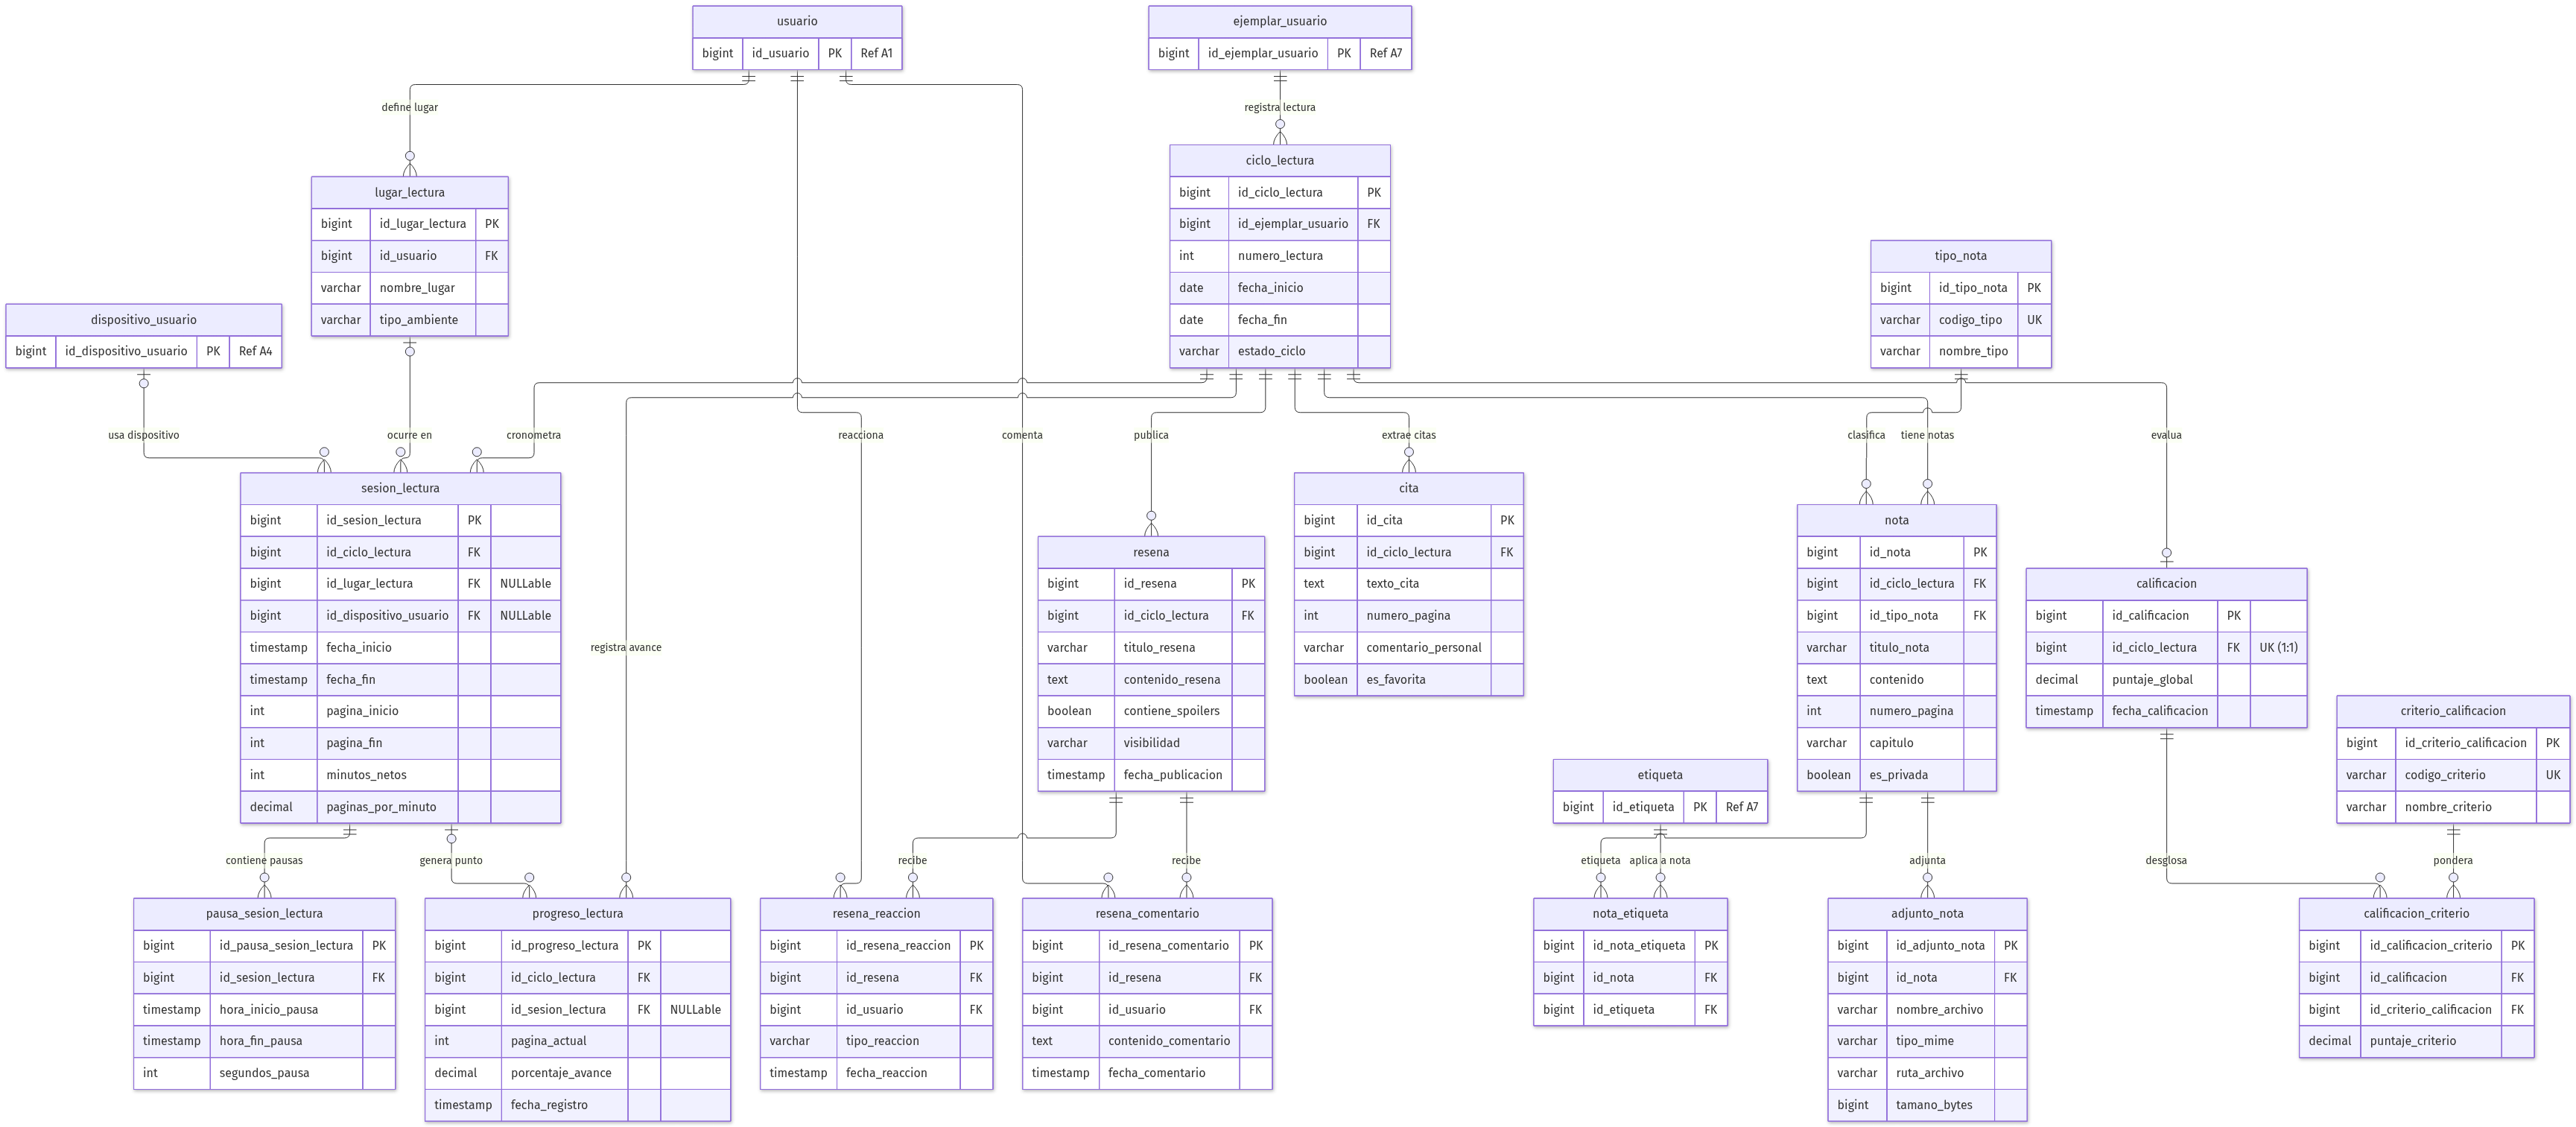 usuario
bigint id_usuario PK Ref A1
ejemplar_usuario
bigint id_ejemplar_usuario PK Ref A7
define lugar
registra lectura
ciclo_lectura
bigint id_ciclo_lectura PK
bigint id_ejemplar_usuario FK
int numero_lectura
date fecha_inicio
date fecha_fin
varchar estado_ciclo
lugar_lectura
bigint id_lugar_lectura PK
bigint id_usuario FK
varchar nombre_lugar
varchar tipo_ambiente
tipo_nota
bigint id_tipo_nota PK
varchar codigo_tipo UK
varchar nombre_tipo
dispositivo_usuario
bigint id_dispositivo_usuario PK Ref A4
usa dispositivo
ocurre en
cronometra
reacciona
comenta
publica
extrae citas
clasifica
tiene notas
evalua
sesion_lectura
bigint id_sesion_lectura PK
bigint id_ciclo_lectura FK
bigint id_lugar_lectura FK NULLable
bigint id_dispositivo_usuario FK NULLable
timestamp fecha_inicio
timestamp fecha_fin
int pagina_inicio
int pagina_fin
int minutos_netos
decimal paginas_por_minuto
registra avance
resena
bigint id_resena PK
bigint id_ciclo_lectura FK
varchar titulo_resena
text contenido_resena
boolean contiene_spoilers
varchar visibilidad
timestamp fecha_publicacion
cita
bigint id_cita PK
bigint id_ciclo_lectura FK
text texto_cita
int numero_pagina
varchar comentario_personal
boolean es_favorita
nota
bigint id_nota PK
bigint id_ciclo_lectura FK
bigint id_tipo_nota FK
varchar titulo_nota
text contenido
int numero_pagina
varchar capitulo
boolean es_privada
calificacion
bigint id_calificacion PK
bigint id_ciclo_lectura FK UK (1:1)
decimal puntaje_global
timestamp fecha_calificacion
criterio_calificacion
bigint id_criterio_calificacion PK
varchar codigo_criterio UK
varchar nombre_criterio
etiqueta
bigint id_etiqueta PK Ref A7
contiene pausas
genera punto
recibe
recibe
etiqueta
aplica a nota
adjunta
desglosa
pondera
pausa_sesion_lectura
bigint id_pausa_sesion_lectura PK
bigint id_sesion_lectura FK
timestamp hora_inicio_pausa
timestamp hora_fin_pausa
int segundos_pausa
progreso_lectura
bigint id_progreso_lectura PK
bigint id_ciclo_lectura FK
bigint id_sesion_lectura FK NULLable
int pagina_actual
decimal porcentaje_avance
timestamp fecha_registro
resena_reaccion
bigint id_resena_reaccion PK
bigint id_resena FK
bigint id_usuario FK
varchar tipo_reaccion
timestamp fecha_reaccion
resena_comentario
bigint id_resena_comentario PK
bigint id_resena FK
bigint id_usuario FK
text contenido_comentario
timestamp fecha_comentario
nota_etiqueta
bigint id_nota_etiqueta PK
bigint id_nota FK
bigint id_etiqueta FK
adjunto_nota
bigint id_adjunto_nota PK
bigint id_nota FK
varchar nombre_archivo
varchar tipo_mime
varchar ruta_archivo
bigint tamano_bytes
calificacion_criterio
bigint id_calificacion_criterio PK
bigint id_calificacion FK
bigint id_criterio_calificacion FK
decimal puntaje_criterio